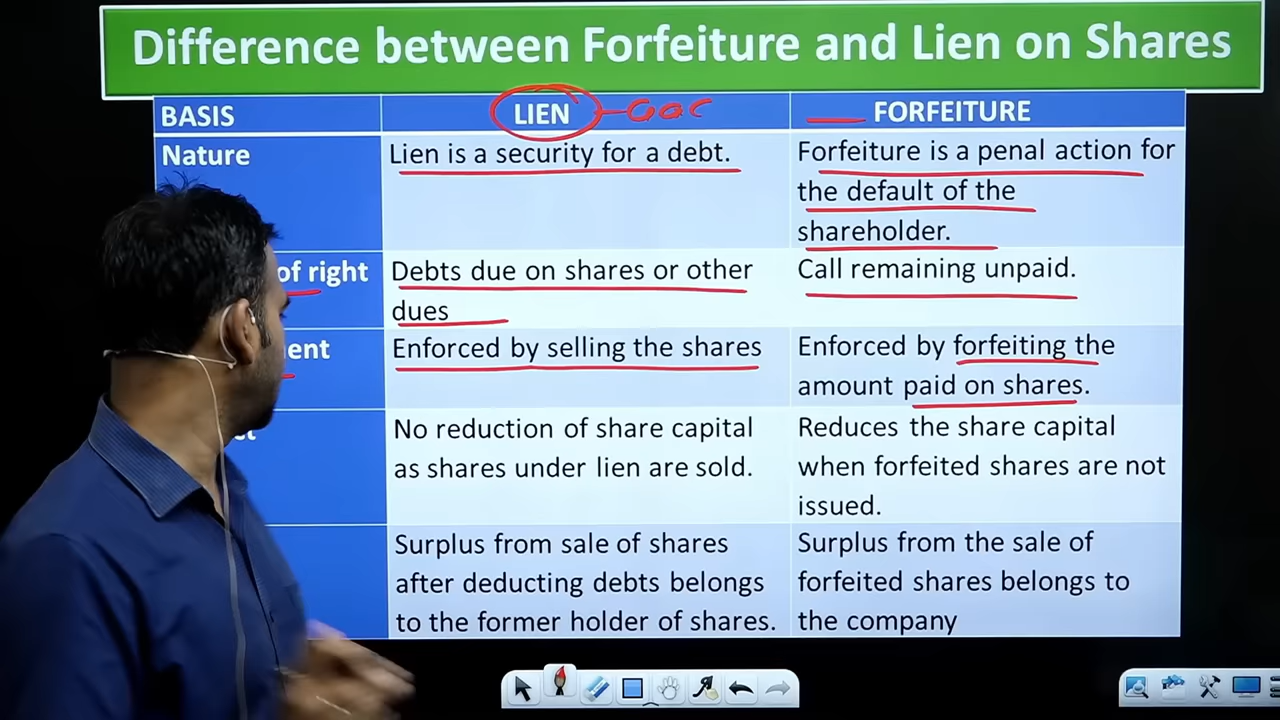 Difference between Forfeiture and Lien on Shares
BASIS
LIEN
FORFEITURE
Nature
Lien is a security for a debt.
Forfeiture is a penal action for
the default of the
shareholder.
of right
Debts due on shares or other
dues
Call remaining unpaid.
Enforced by selling the shares
Enforced by forfeiting the
amount paid on shares.
No reduction of share capital
as shares under lien are sold.
Reduces the share capital
when forfeited shares are not
issued.
Surplus from sale of shares
after deducting debts belongs
to the former holder of shares.
Surplus from the sale of
forfeited shares belongs to
the company